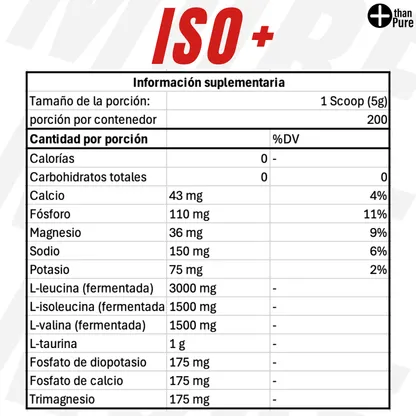 ISO +
than
Pure
Información suplementaria
Tamaño de la porción: 1 Scoop (5g)
porción por contenedor 200
Cantidad por porción %DV
Calorías 0 -
Carbohidratos totales 0 0
Calcio 43 mg 4%
Fósforo 110 mg 11%
Magnesio 36 mg 9%
Sodio 150 mg 6%
Potasio 75 mg 2%
L-leucina (fermentada) 3000 mg -
L-isoleucina (fermentada 1500 mg -
L-valina (fermentada) 1500 mg -
L-taurina 1 g -
Fosfato de diopotasio 175 mg -
Fosfato de calcio 175 mg -
Trimagnesio 175 mg -